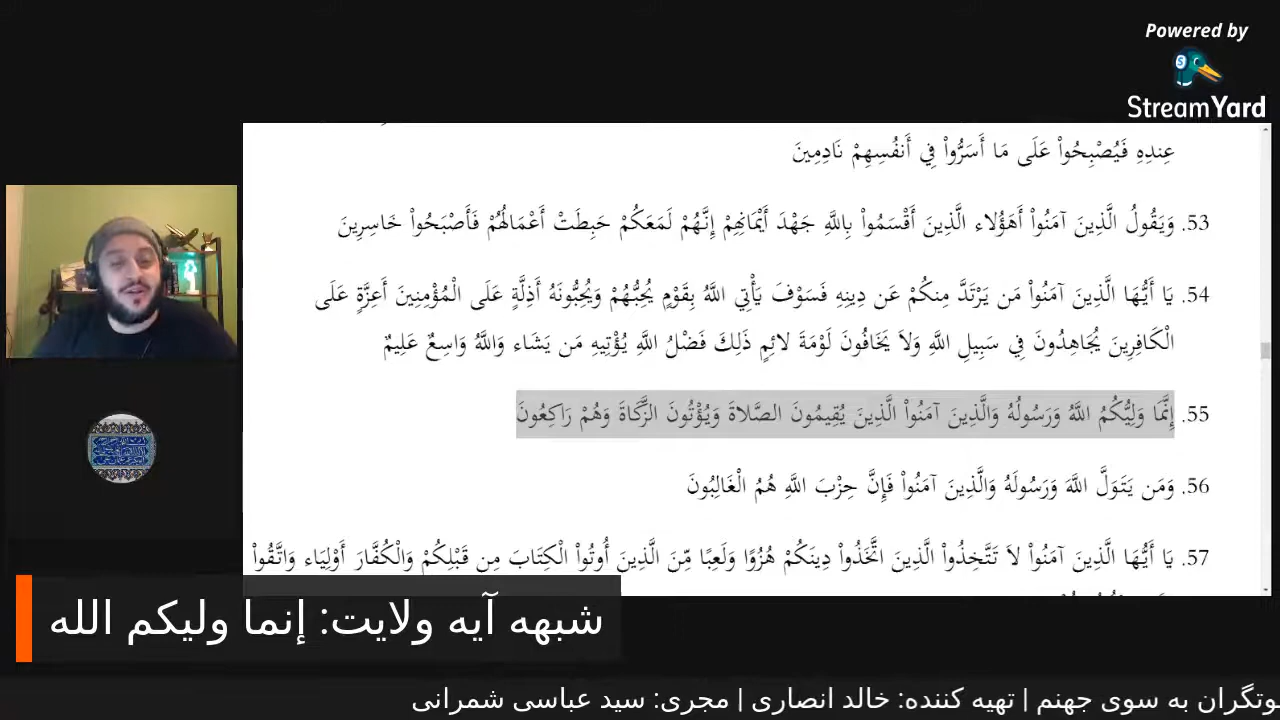 Powered by
StreamYard
عِندِهِ فَيُصْبِحُواْ عَلَى مَا أَسَرُّواْ فِي أَنفُسِهِمْ نَادِمِينَ
53. وَيَقُولُ الَّذِينَ آمَنُواْ أَهَؤُلاء الَّذِينَ أَقْسَمُواْ بِاللَّهِ جَهْدَ أَيْمَانِهِمْ إِنَّهُمْ لَمَعَكُمْ حَبِطَتْ أَعْمَالُهُمْ فَأَصْبَحُواْ خَاسِرِينَ
54. يَا أَيُّهَا الَّذِينَ آمَنُواْ مَن يَرْتَدَّ مِنكُمْ عَن دِينِهِ فَسَوْفَ يَأْتِي اللَّهُ بِقَوْمٍ يُحِبُّهُمْ وَيُحِبُّونَهُ أَذِلَّةٍ عَلَى الْمُؤْمِنِينَ أَعِزَّةٍ عَلَى
الْكَافِرِينَ يُجَاهِدُونَ فِي سَبِيلِ اللَّهِ وَلاَ يَخَافُونَ لَوْمَةَ لائِمٍ ذَلِكَ فَضْلُ اللَّهِ يُؤْتِيهِ مَن يَشَاء وَاللَّهُ وَاسِعٌ عَلِيمٌ
55. إِنَّمَا وَلِيُّكُمُ اللَّهُ وَرَسُولُهُ وَالَّذِينَ آمَنُواْ الَّذِينَ يُقِيمُونَ الصَّلاةَ وَيُؤْتُونَ الزَّكَاةَ وَهُمْ رَاكِعُونَ
56. وَمَن يَتَوَلَّ اللَّهَ وَرَسُولَهُ وَالَّذِينَ آمَنُواْ فَإِنَّ حِزْبَ اللَّهِ هُمُ الْغَالِبُونَ
57. يَا أَيُّهَا الَّذِينَ آمَنُواْ لاَ تَتَّخِذُواْ الَّذِينَ اتَّخَذُواْ دِينَكُمْ هُزُوًا وَلَعِبًا مِّنَ الَّذِينَ أُوتُواْ الْكِتَابَ مِن قَبْلِكُمْ وَالْكُفَّارَ أَوْلِيَاء وَاتَّقُواْ
شبهه آیه ولایت: إنما وليكم الله
وتگران به سوی جهنم | تهیه کننده: خالد انصاری | مجری: سید عباسی شمرانی